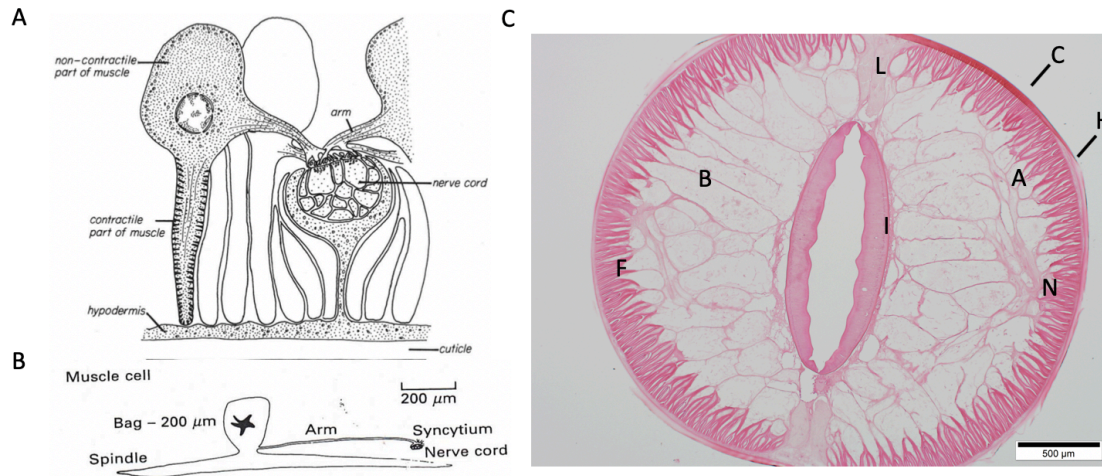 A
non-contractile
part of muscle
arm
nerve cord
contractile
part of muscle
hypodermis
cuticle
B
Muscle cell
200 μm
Bag – 200 μm
Arm
Syncytium
Spindle
Nerve cord
C
L
C
H
B
A
I
F
N
500 μm